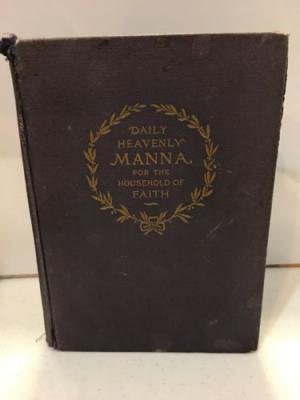 DAILY
HEAVENLY
MANNA
FOR THE
HOUSEHOLD OF
FAITH